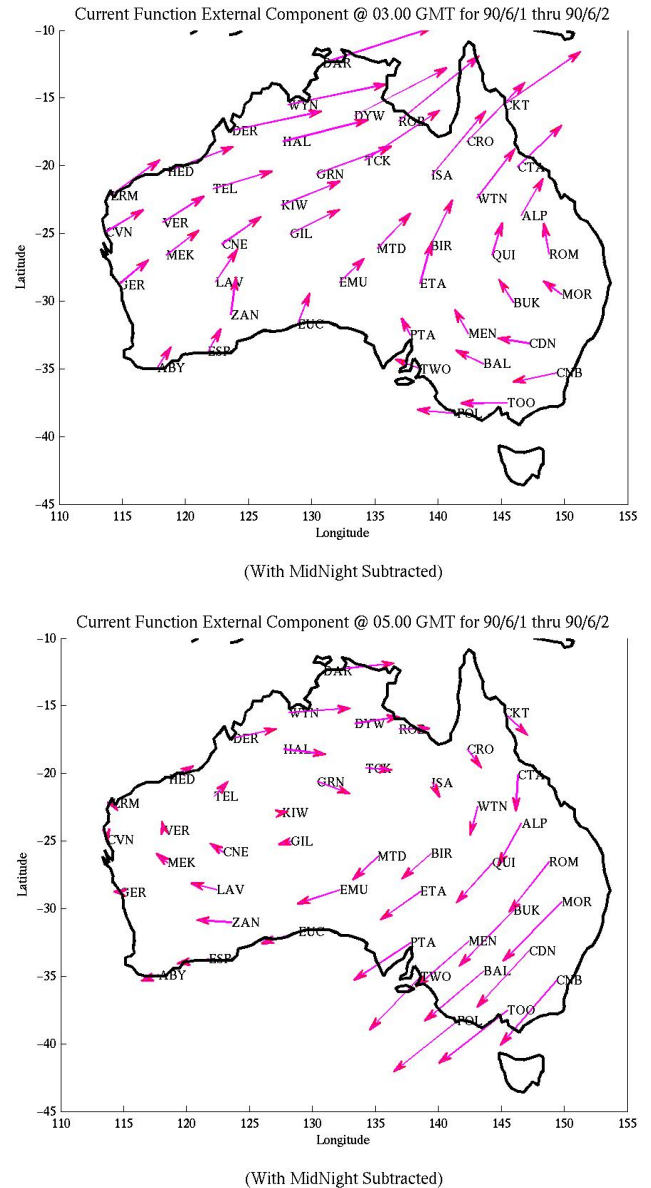 Current Function External Component @ 03.00 GMT for 90/6/1 thru 90/6/2
-10
DAR
-15
WYN
DYW
ROB
CKT
DER
HAL
CRO
TCK
-20
HED
GRN
ISA
CTA
TEL
ERM
KIW
WTN
ALP
VER
CVN
GIL
-25
CNE
MTD
BIR
MEK
QUI
ROM
GER
LAV
EMU
ETA
MOR
BUK
-30
ZAN
EUC
PTA
MEN
CDN
ESP
BAL
-35
ABY
TWO
CNB
TOO
POL
-40
-45
110 115 120 125 130 135 140 145 150 155
Latitude
Longitude
(With MidNight Subtracted)
Current Function External Component @ 05.00 GMT for 90/6/1 thru 90/6/2
-10
DAR
-15
WYN
DYW
CKT
ROB
DER
HAL
CRO
TCK
-20
HED
GRN
ISA
CTA
TEL
ERM
KIW
WTN
ALP
VER
CVN
GIL
-25
CNE
MTD
BIR
MEK
QUI
ROM
GER
LAV
EMU
ETA
MOR
BUK
-30
ZAN
EUC
PTA
MEN
CDN
ESP
BAL
-35
ABY
TWO
CNB
TOO
POL
-40
-45
110 115 120 125 130 135 140 145 150 155
Latitude
Longitude
(With MidNight Subtracted)